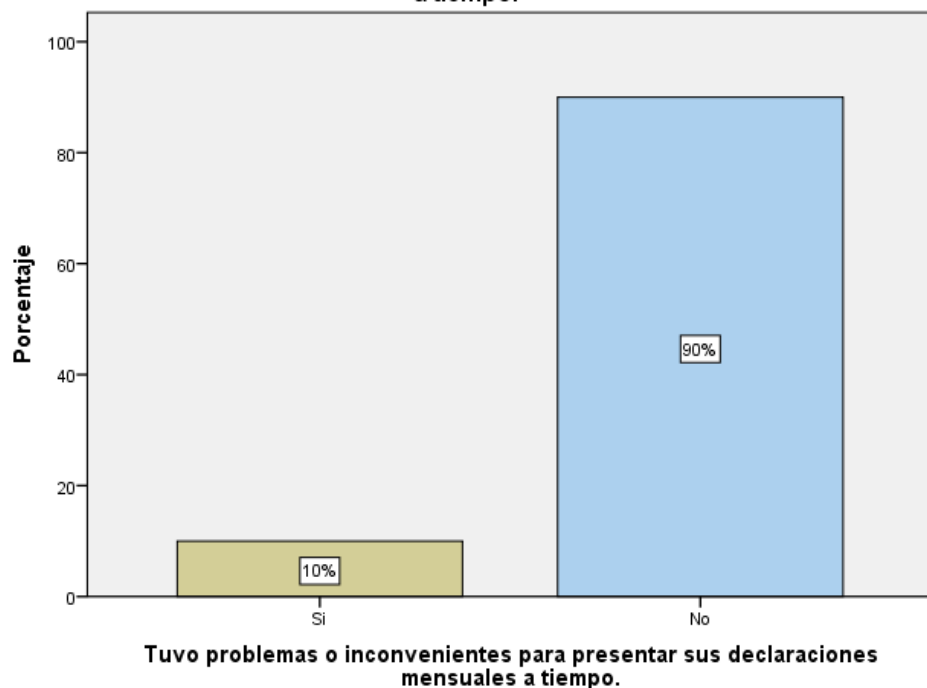 a tiempo.
100
80
60
40
20
0
Porcentaje
10%
90%
Si
No
Tuvo problemas o inconvenientes para presentar sus declaraciones
mensuales a tiempo.